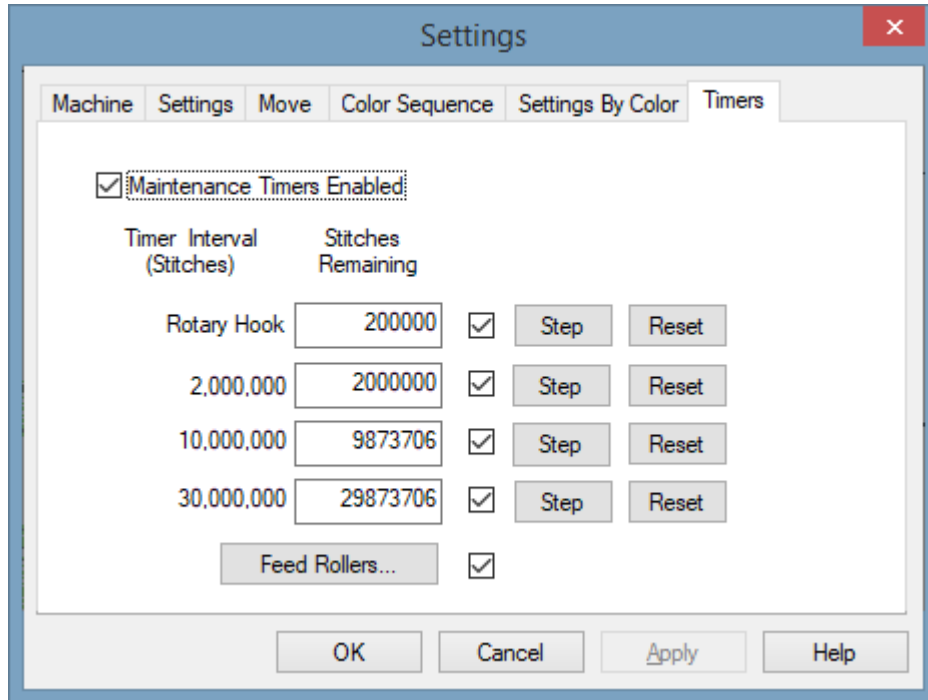 Settings
Machine Settings Move Color Sequence Settings By Color Timers
Maintenance Timers Enabled
Timer Interval Stitches
(Stitches) Remaining
Rotary Hook 200000 Step Reset
2,000,000 2000000 Step Reset
10,000,000 9873706 Step Reset
30,000,000 29873706 Step Reset
Feed Rollers...
OK Cancel Apply Help